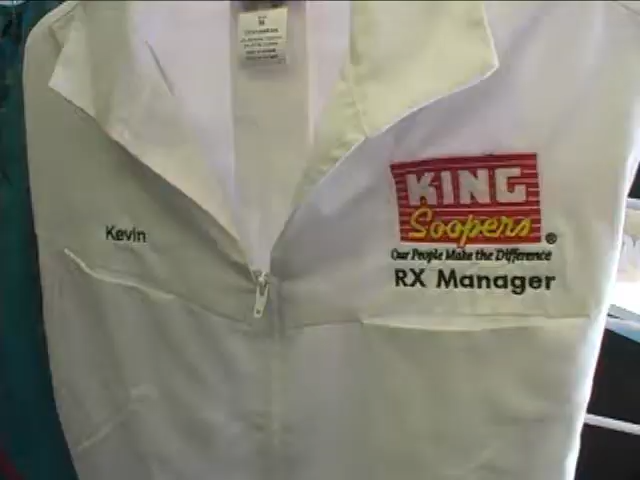 Kevin
KING
Soopers
®
Our People Make the Difference
RX Manager